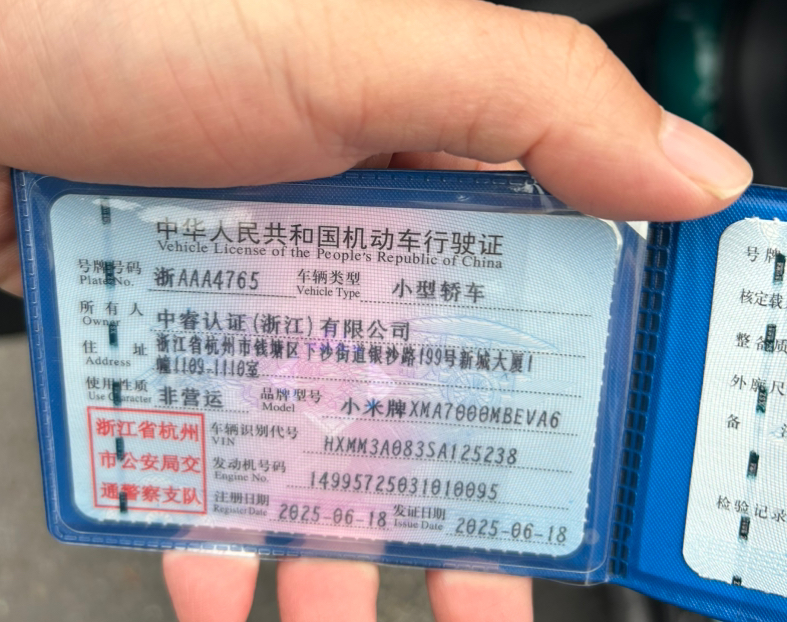 中华人民共和国机动车行驶证
Vehicle License of the People's Republic of China
号牌号码 浙AAA4765 车辆类型 小型轿车
Plate No. Vehicle Type
所有人 中睿认证(浙江)有限公司
Owner
住址 浙江省杭州市钱塘区下沙街道银沙路499号新城大厦1
Address 幢1109-1110室
使用性质 非营运 品牌型号 小米牌XMA7000MBEVA6
Use Character Model
浙江省杭州
市公安局交
通警察支队
车辆识别代号 HXMM3A083SA125238
VIN
发动机号码 14995725031010095
Engine No.
注册日期 2025-06-18 发证日期 2025-06-18
Register Date Issue Date
号牌
核定载
整备质
外廓尺
备
检验记录